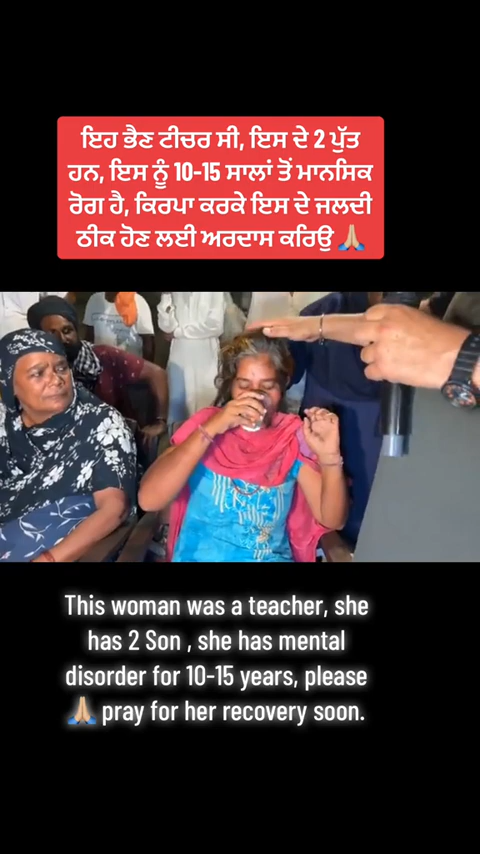 ਇਹ ਭੈਣ ਟੀਚਰ ਸੀ, ਇਸ ਦੇ 2 ਪੁੱਤ
ਹਨ, ਇਸ ਨੂੰ 10-15 ਸਾਲਾਂ ਤੋਂ ਮਾਨਸਿਕ
ਰੋਗ ਹੈ, ਕਿਰਪਾ ਕਰਕੇ ਇਸ ਦੇ ਜਲਦੀ
ਠੀਕ ਹੋਣ ਲਈ ਅਰਦਾਸ ਕਰਿਉ 🙏🏼
This woman was a teacher, she
has 2 Son , she has mental
disorder for 10-15 years, please
🙏🏼 pray for her recovery soon.